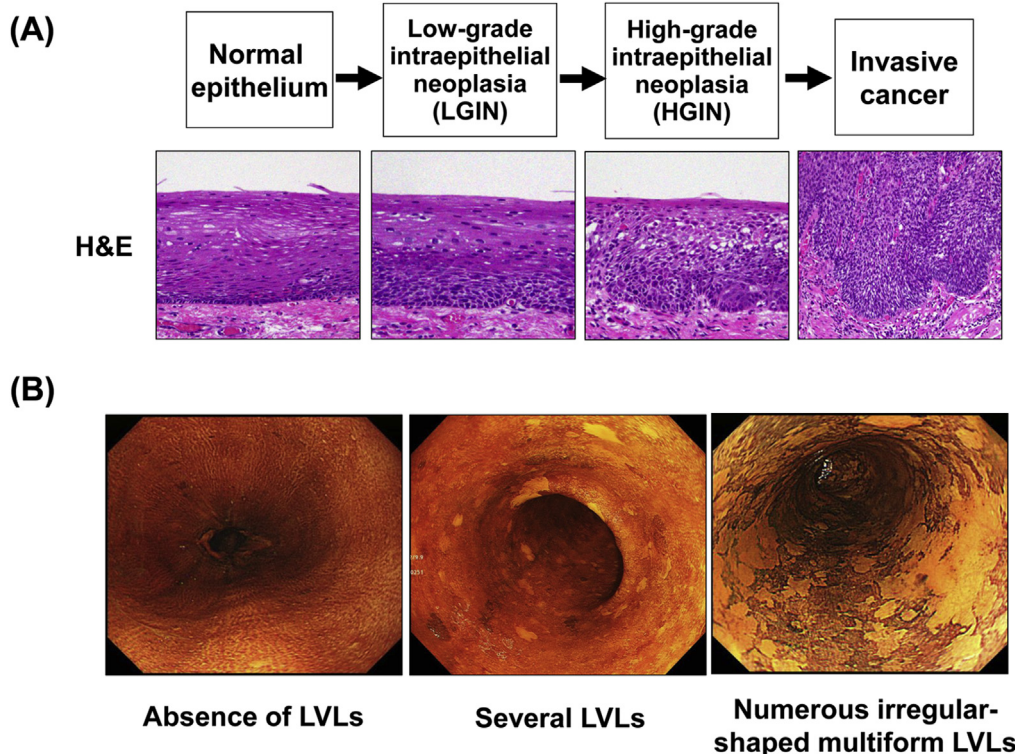 (A)
Normal
epithelium
Low-grade
intraepithelial
neoplasia
(LGIN)
High-grade
intraepithelial
neoplasia
(HGIN)
Invasive
cancer
H&E
(B)
Absence of LVLs
Several LVLs
Numerous irregular-
shaped multiform LVLs